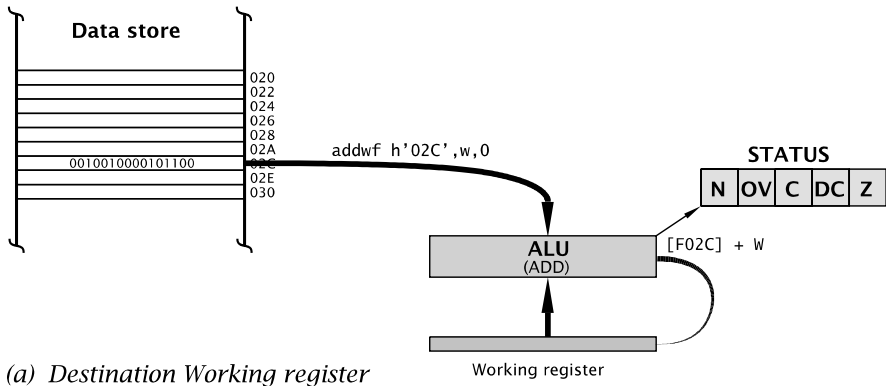 Data store
020
022
024
026
028
02A
0010010000101100 02C
02E
030
addwf h’02C’,w,0
STATUS
N OV C DC Z
ALU
(ADD)
[F02C] + W
Working register
(a) Destination Working register